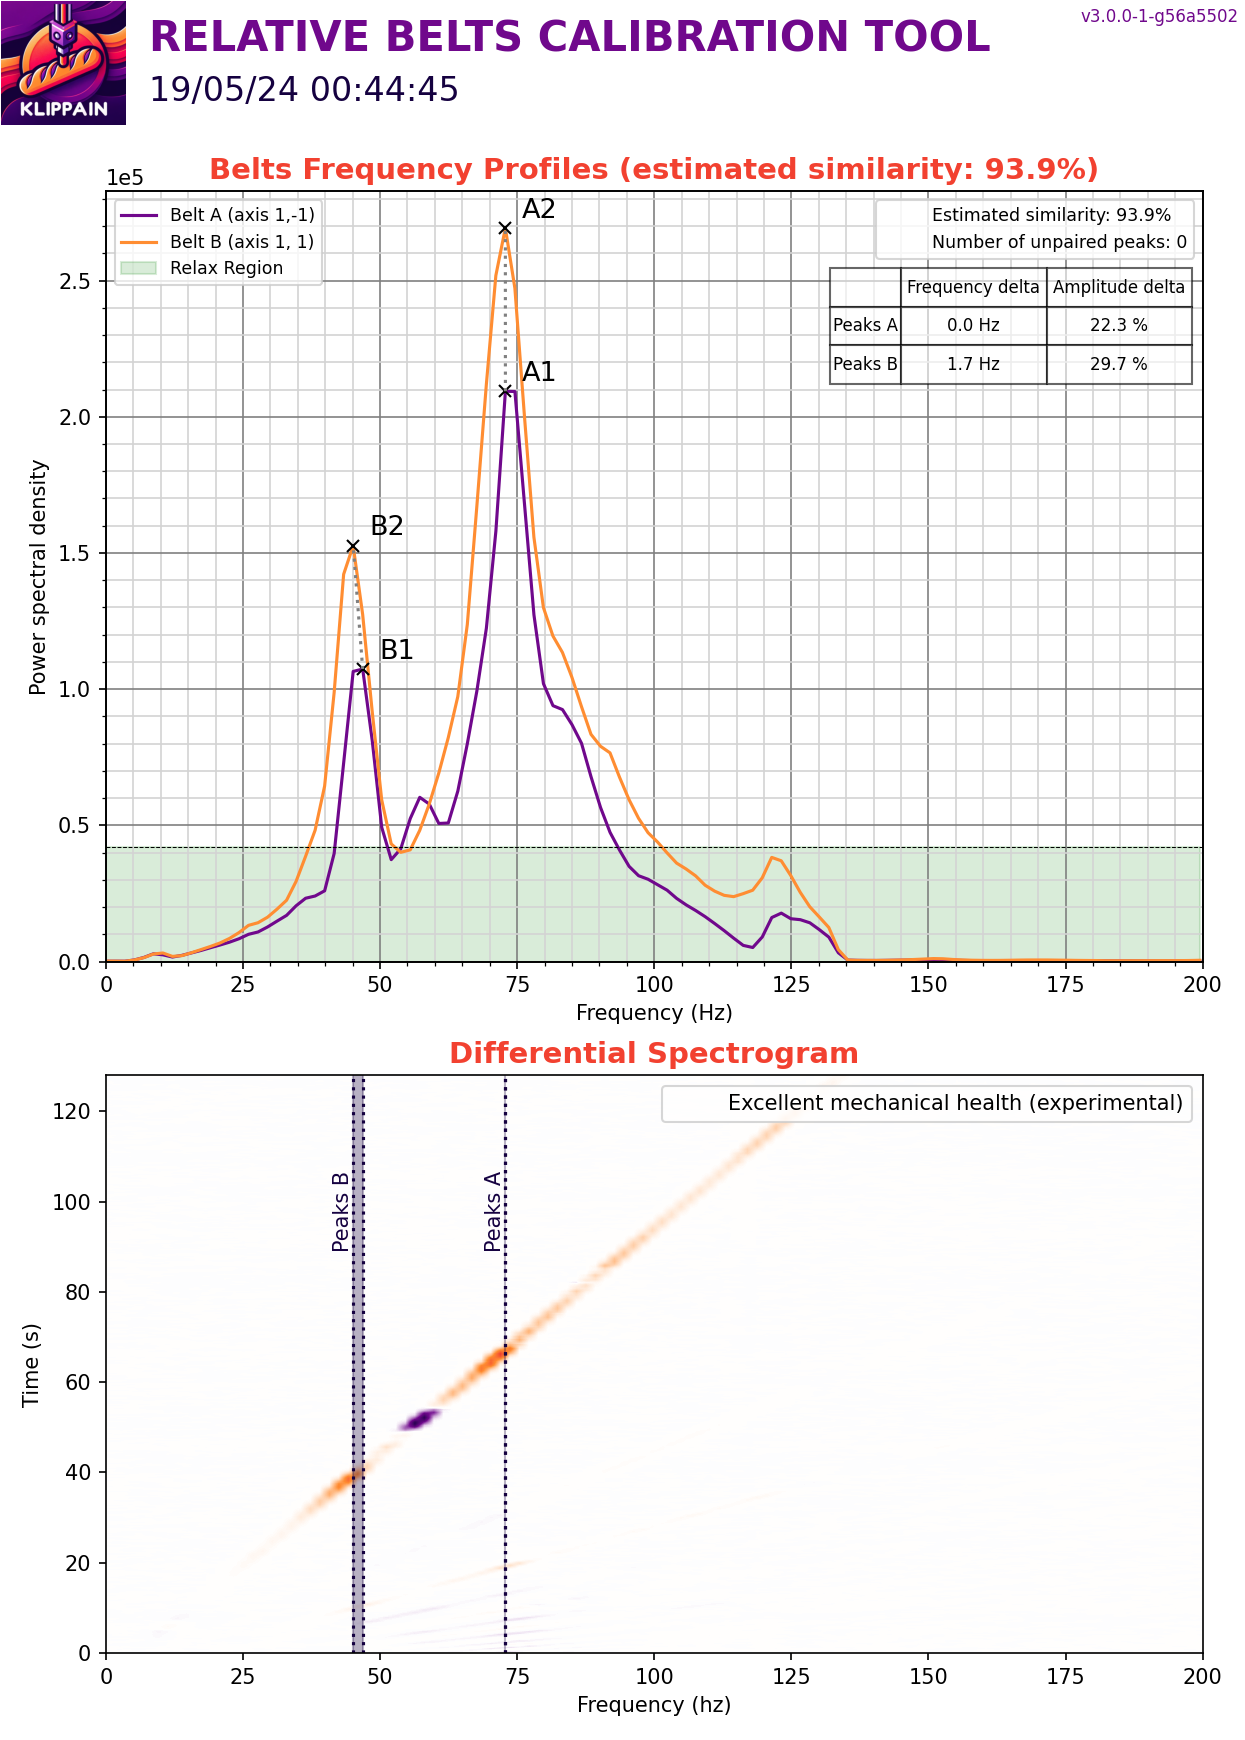 KLIPPAIN
RELATIVE BELTS CALIBRATION TOOL
19/05/24 00:44:45
v3.0.0-1-g56a5502
Belts Frequency Profiles (estimated similarity: 93.9%)
1e5
Belt A (axis 1,-1)
Belt B (axis 1, 1)
Relax Region
Estimated similarity: 93.9%
Number of unpaired peaks: 0
Frequency delta Amplitude delta
Peaks A 0.0 Hz 22.3 %
Peaks B 1.7 Hz 29.7 %
A2
A1
B2
B1
Power spectral density
2.5
2.0
1.5
1.0
0.5
0.0
0 25 50 75 100 125 150 175 200
Frequency (Hz)
Differential Spectrogram
Excellent mechanical health (experimental)
Peaks B
Peaks A
Time (s)
120
100
80
60
40
20
0
0 25 50 75 100 125 150 175 200
Frequency (hz)